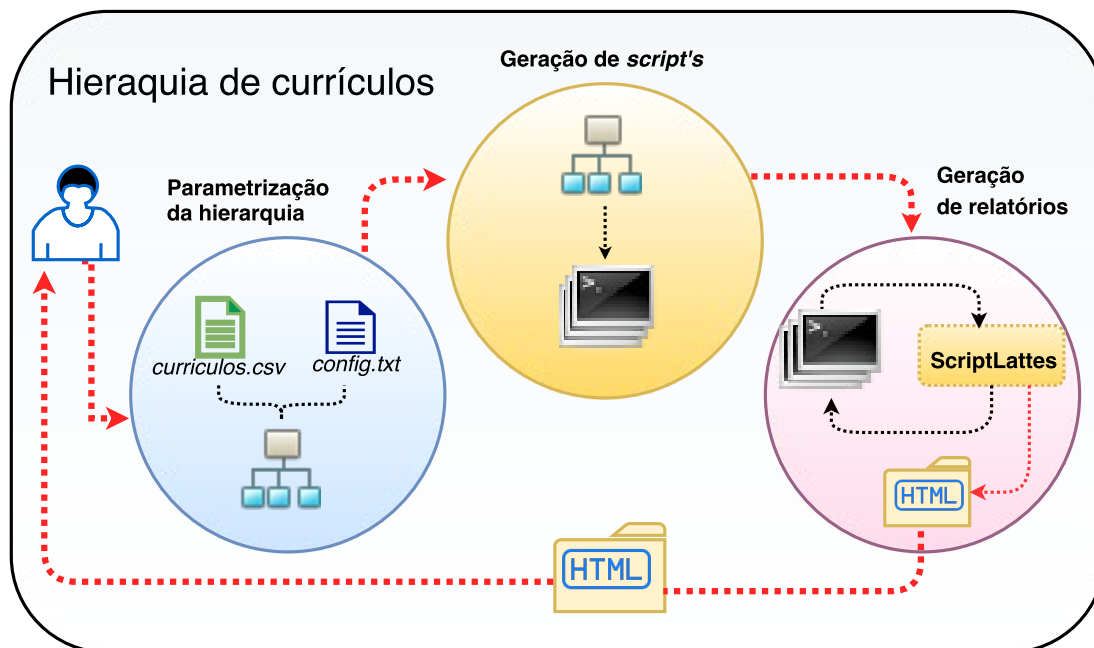 Hieraquia de currículos
Geração de script's
Parametrização
da hierarquia
Geração
de relatórios
curriculos.csv
config.txt
>_
>_
ScriptLattes
HTML
HTML